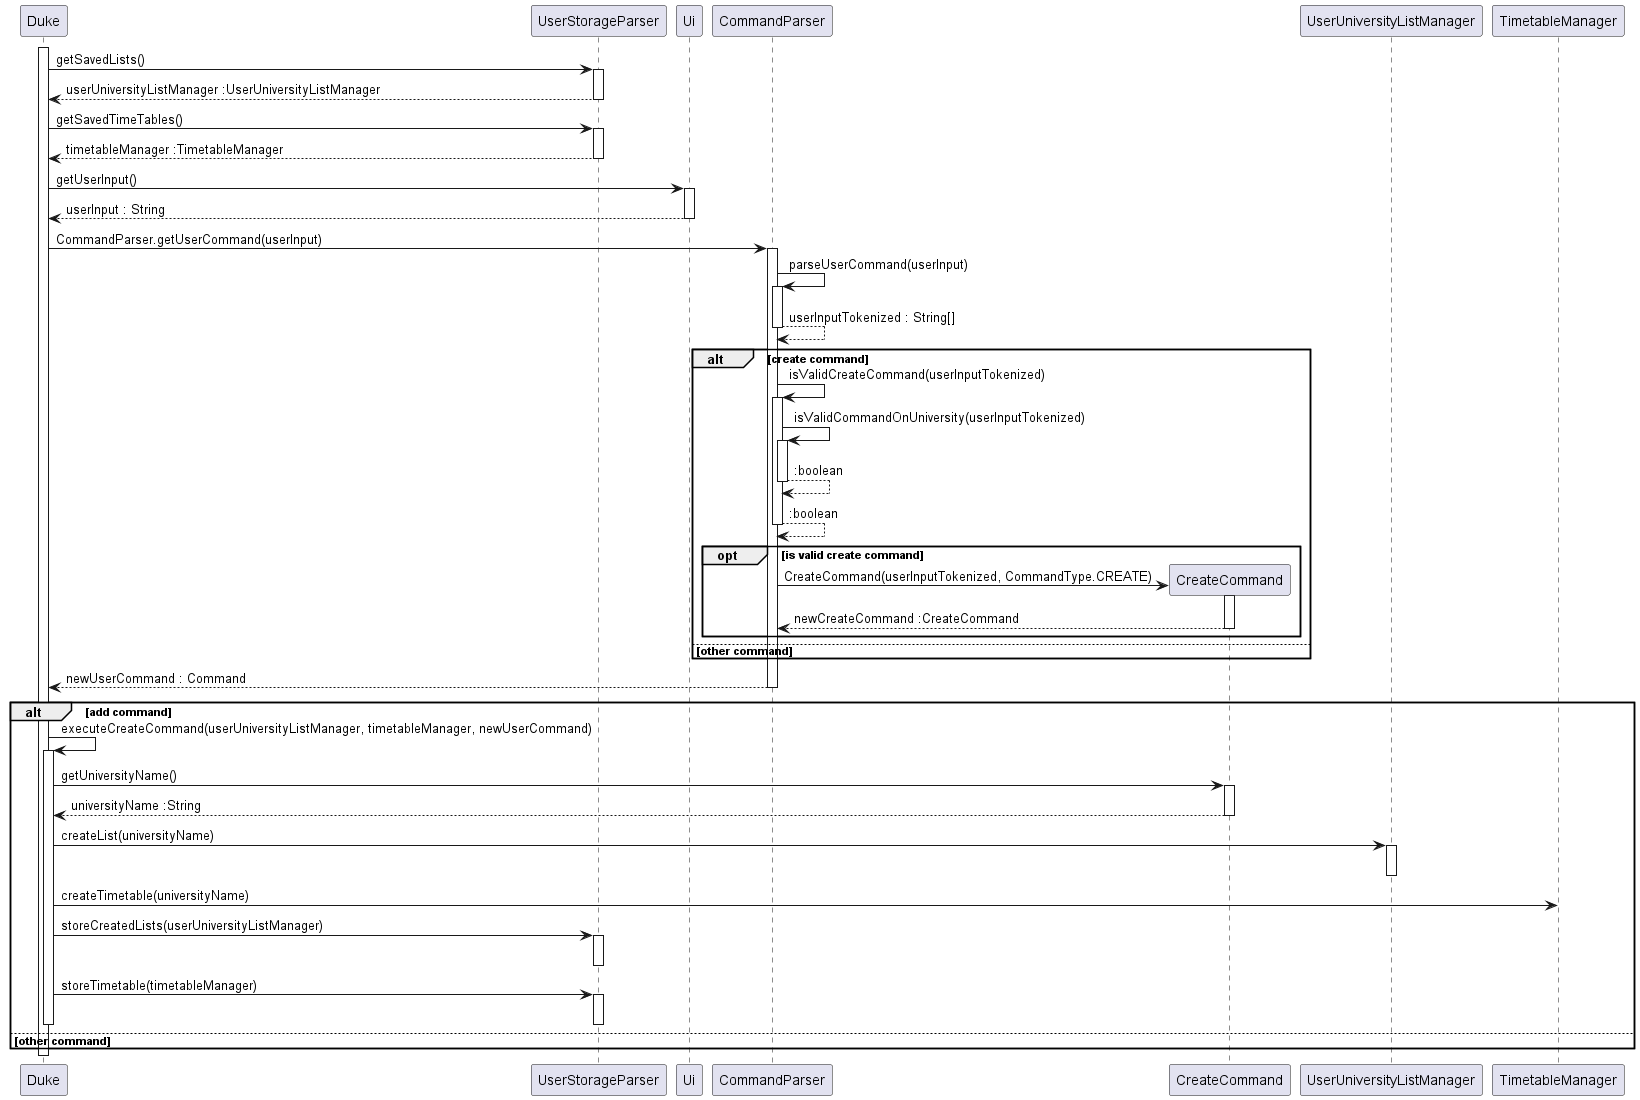 Duke
UserStorageParser
Ui
CommandParser
UserUniversityListManager
TimetableManager
getSavedLists()
userUniversityListManager :UserUniversityListManager
getSavedTimeTables()
timetableManager :TimetableManager
getUserInput()
userInput : String
CommandParser.getUserCommand(userInput)
parseUserCommand(userInput)
userInputTokenized : String[]
alt
[create command]
isValidCreateCommand(userInputTokenized)
isValidCommandOnUniversity(userInputTokenized)
:boolean
:boolean
opt
[is valid create command]
CreateCommand(userInputTokenized, CommandType.CREATE)
CreateCommand
newCreateCommand :CreateCommand
[other command]
newUserCommand : Command
alt
[add command]
executeCreateCommand(userUniversityListManager, timetableManager, newUserCommand)
getUniversityName()
universityName :String
createList(universityName)
createTimetable(universityName)
storeCreatedLists(userUniversityListManager)
storeTimetable(timetableManager)
[other command]
Duke
UserStorageParser
Ui
CommandParser
CreateCommand
UserUniversityListManager
TimetableManager